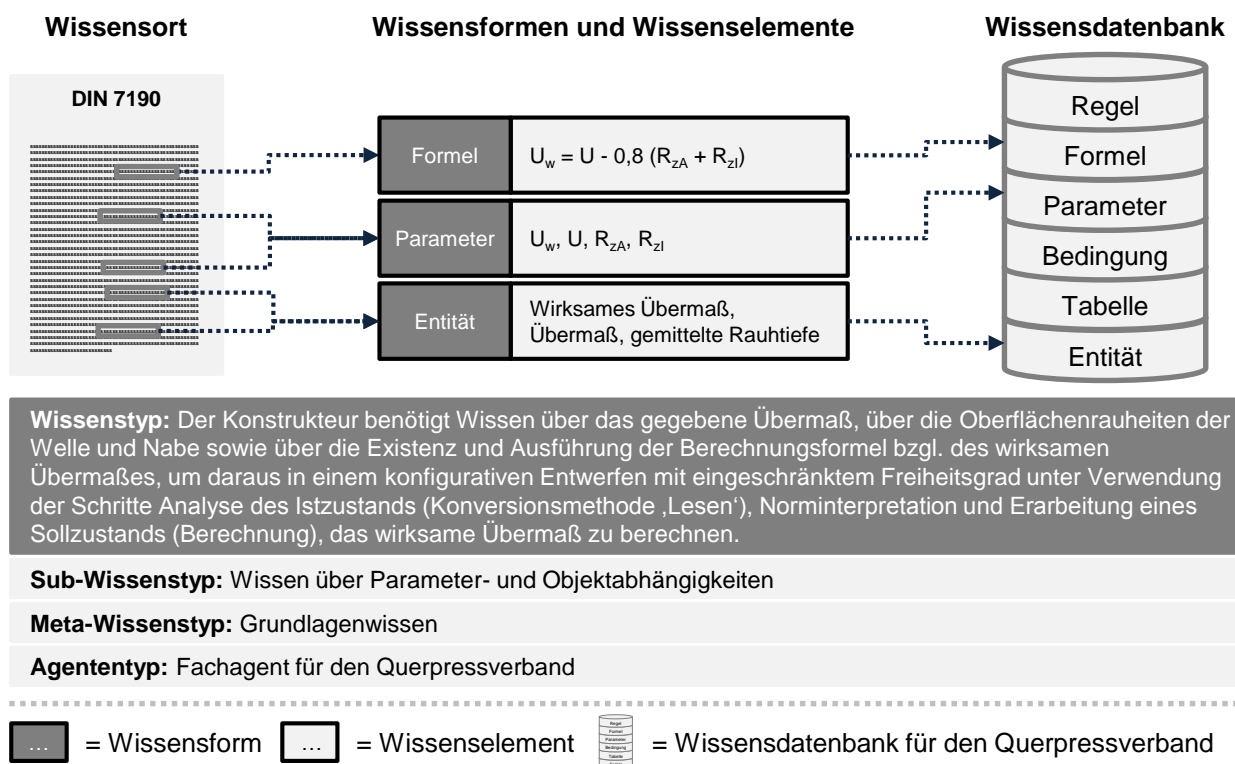 Wissensort
Wissensformen und Wissenselemente
Wissensdatenbank
DIN 7190
Formel
U_w = U - 0,8 (R_zA + R_zI)
Parameter
U_w, U, R_zA, R_zI
Entität
Wirksames Übermaß,
Übermaß, gemittelte Rauhtiefe
Regel
Formel
Parameter
Bedingung
Tabelle
Entität
Wissenstyp: Der Konstrukteur benötigt Wissen über das gegebene Übermaß, über die Oberflächenrauheiten der
Welle und Nabe sowie über die Existenz und Ausführung der Berechnungsformel bzgl. des wirksamen
Übermaßes, um daraus in einem konfigurativen Entwerfen mit eingeschränktem Freiheitsgrad unter Verwendung
der Schritte Analyse des Istzustands (Konversionsmethode ‚Lesen‘), Norminterpretation und Erarbeitung eines
Sollzustands (Berechnung), das wirksame Übermaß zu berechnen.
Sub-Wissenstyp: Wissen über Parameter- und Objektabhängigkeiten
Meta-Wissenstyp: Grundlagenwissen
Agententyp: Fachagent für den Querpressverband
... = Wissensform
... = Wissenselement
Regel
Formel
Parameter
Bedingung
Tabelle
= Wissensdatenbank für den Querpressverband